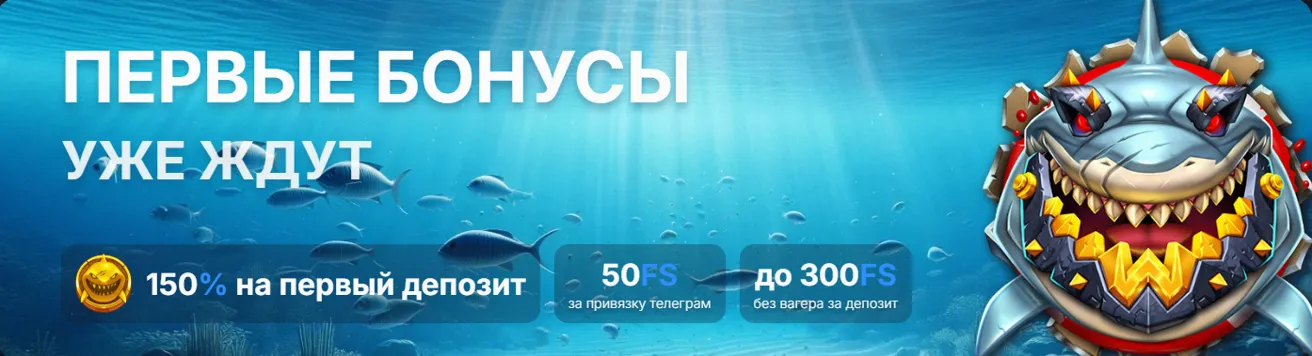 ПЕРВЫЕ БОНУСЫ
УЖЕ ЖДУТ
150% на первый депозит
50FS
за привязку телеграм
до 300FS
без вагера за депозит